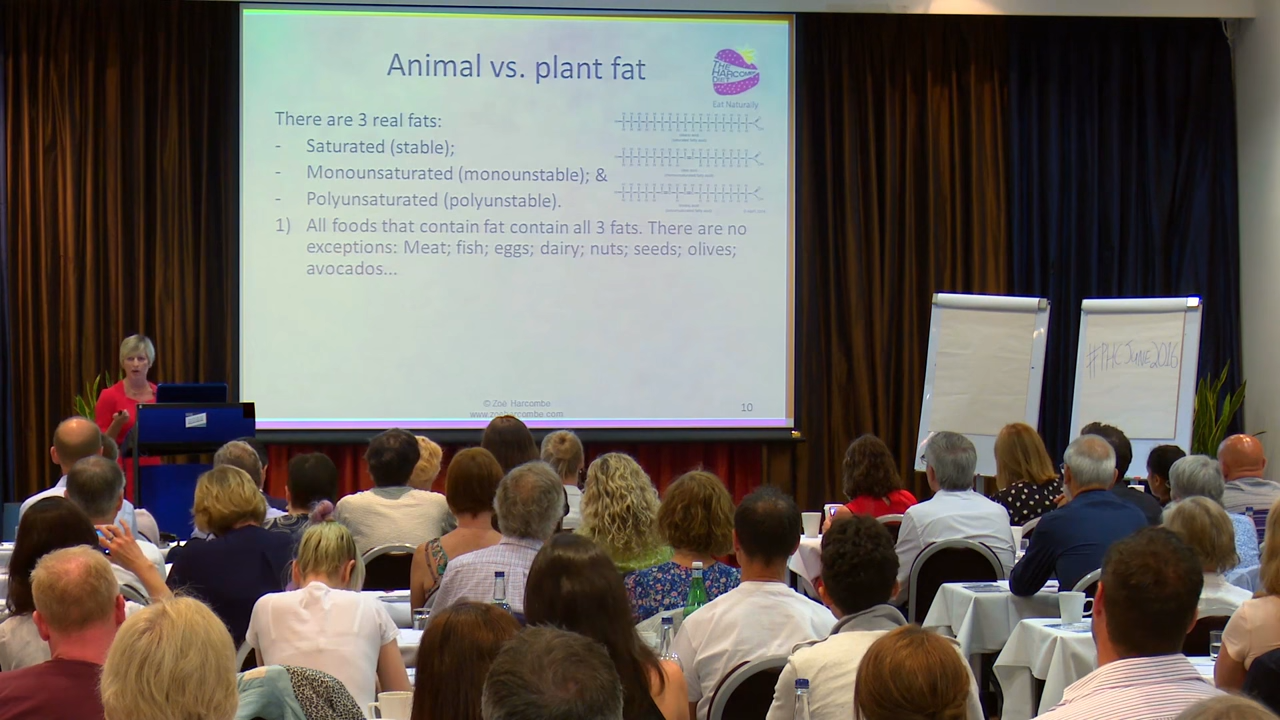 Animal vs. plant fat
THE
HARCOMBE
DIET
Eat Naturally
There are 3 real fats:
- Saturated (stable);
- Monounsaturated (monounstable); &
- Polyunsaturated (polyunstable).
1) All foods that contain fat contain all 3 fats. There are no
exceptions: Meat; fish; eggs; dairy; nuts; seeds; olives;
avocados...
© Zoë Harcombe
www.zoeharcombe.com
10
#PHCJUNE2016